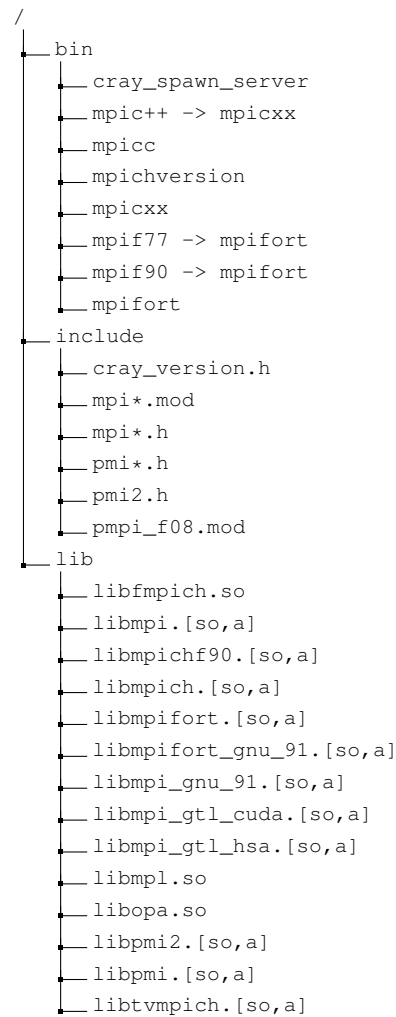 /
bin
cray_spawn_server
mpic++ -> mpicxx
mpicc
mpichversion
mpicxx
mpif77 -> mpifort
mpif90 -> mpifort
mpifort
include
cray_version.h
mpi*.mod
mpi*.h
pmi*.h
pmi2.h
pmpi_f08.mod
lib
libfmpich.so
libmpi.[so,a]
libmpichf90.[so,a]
libmpich.[so,a]
libmpifort.[so,a]
libmpifort_gnu_91.[so,a]
libmpi_gnu_91.[so,a]
libmpi_gtl_cuda.[so,a]
libmpi_gtl_hsa.[so,a]
libmpl.so
libopa.so
libpmi2.[so,a]
libpmi.[so,a]
libtvmpich.[so,a]